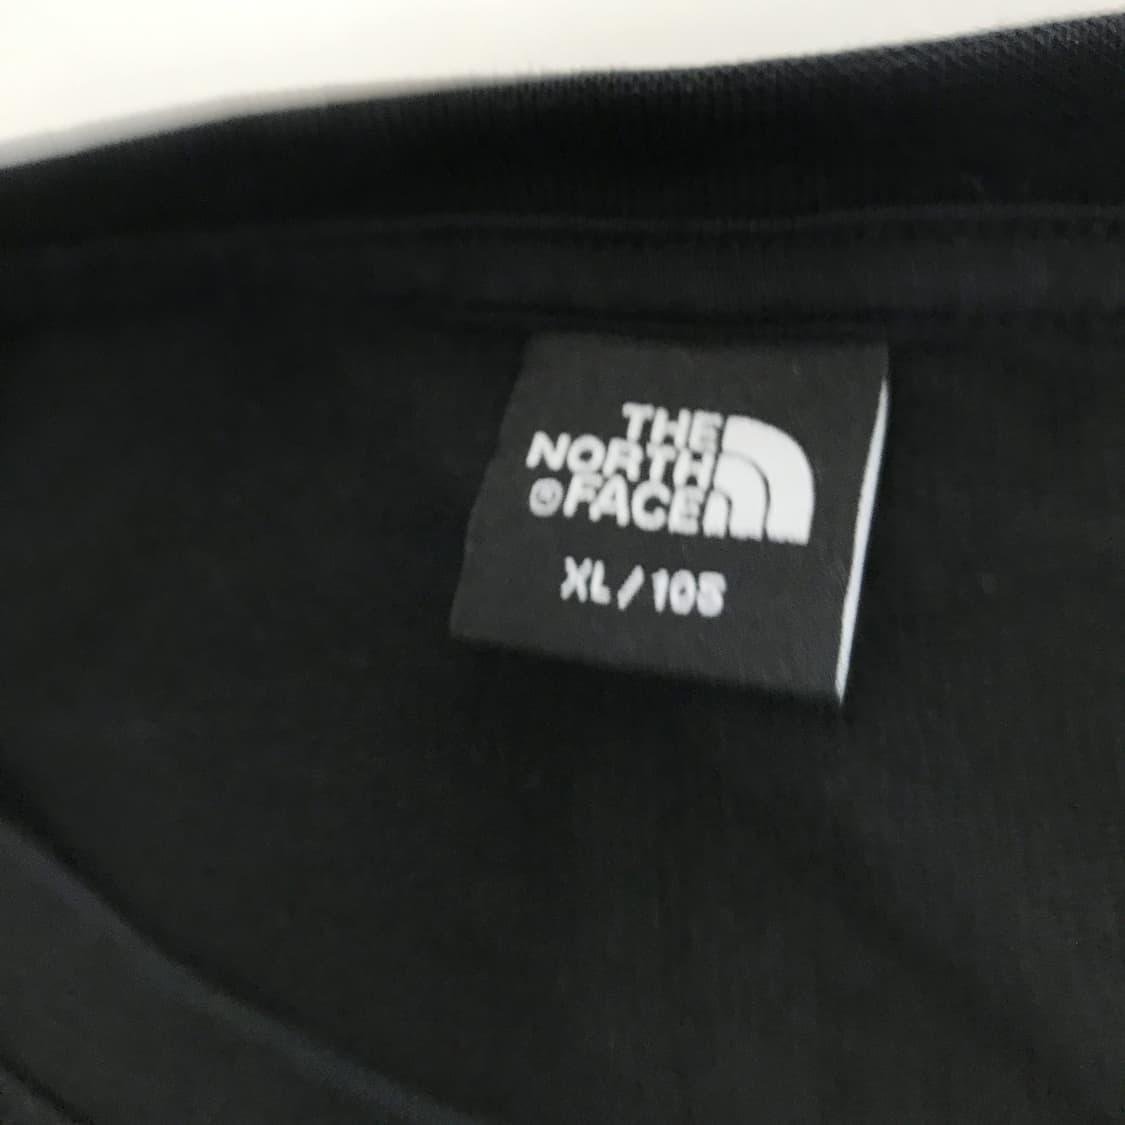 THE
NORTH
®FACE
XL/105